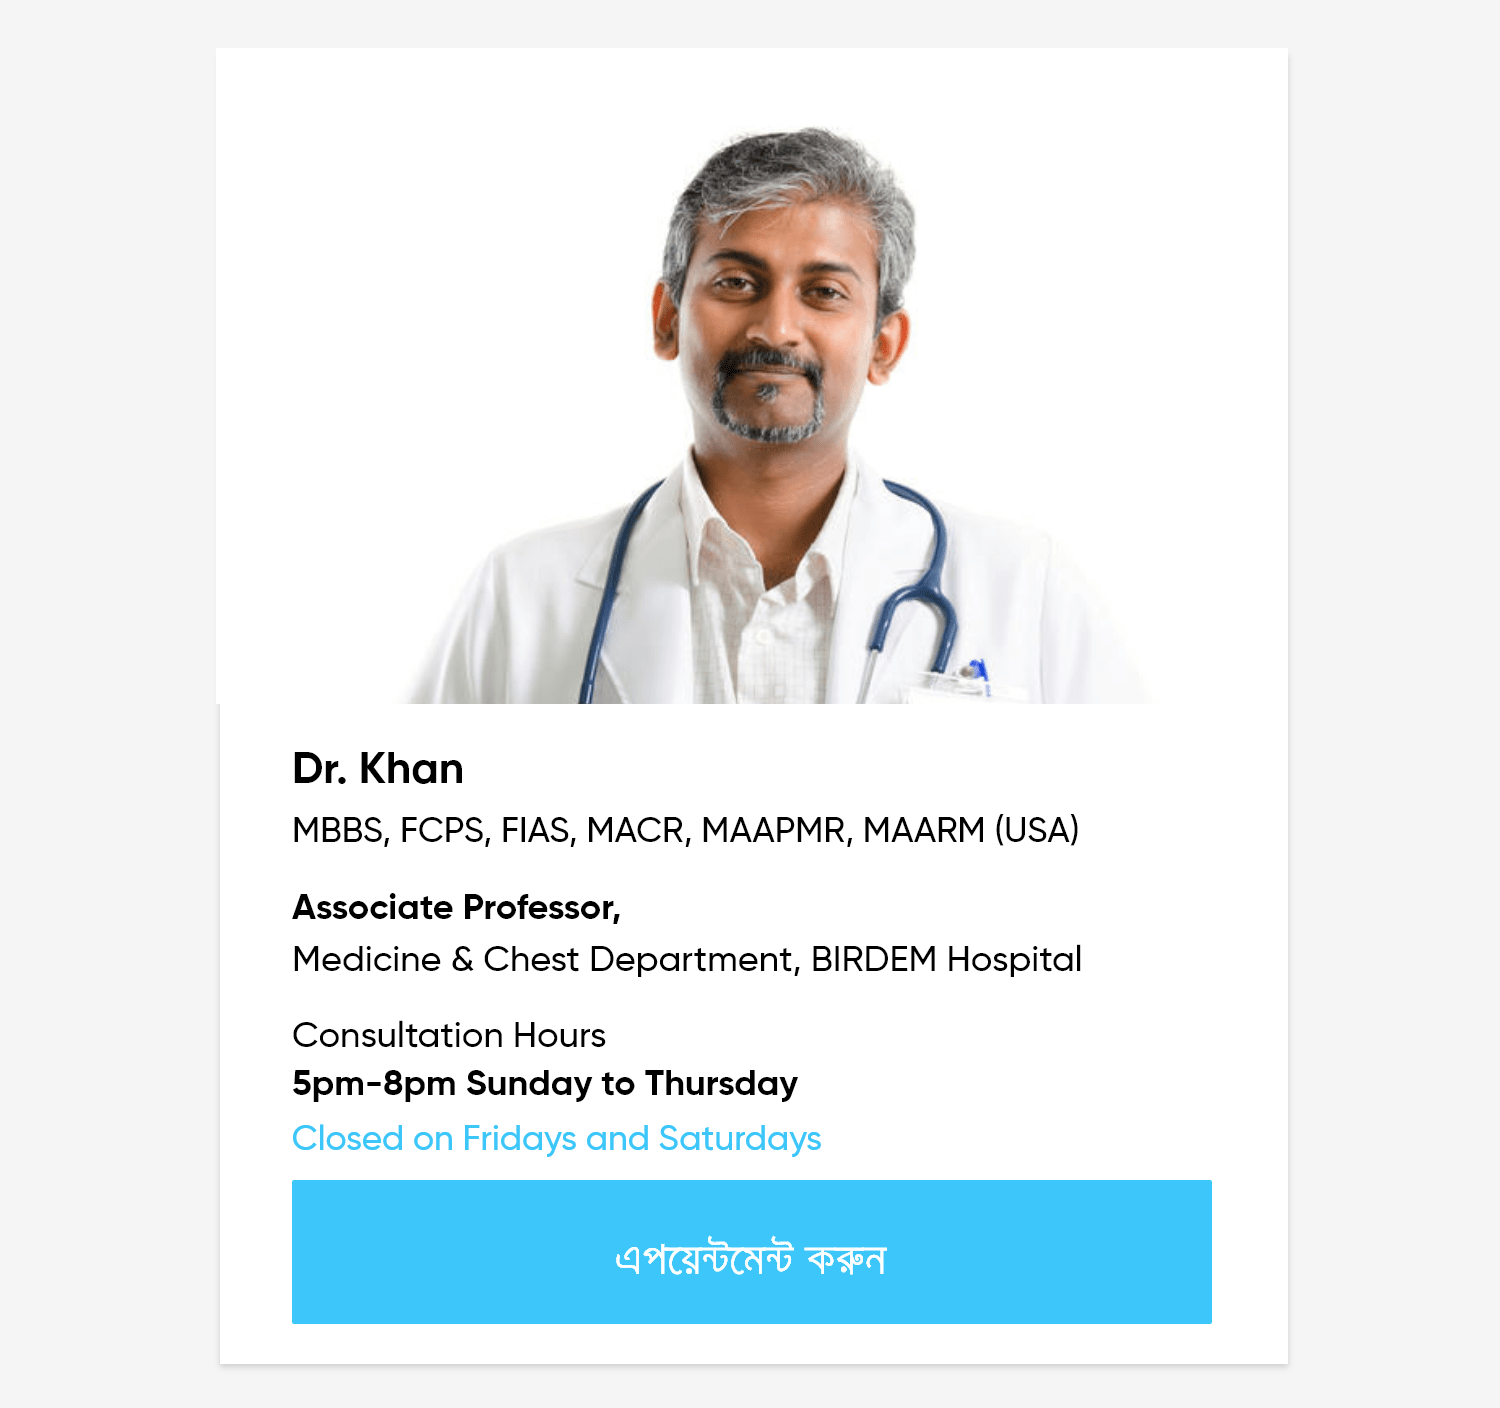 Dr. Khan
MBBS, FCPS, FIAS, MACR, MAAPMR, MAARM (USA)
Associate Professor,
Medicine & Chest Department, BIRDEM Hospital
Consultation Hours
5pm-8pm Sunday to Thursday
Closed on Fridays and Saturdays
এপয়েন্টমেন্ট করুন